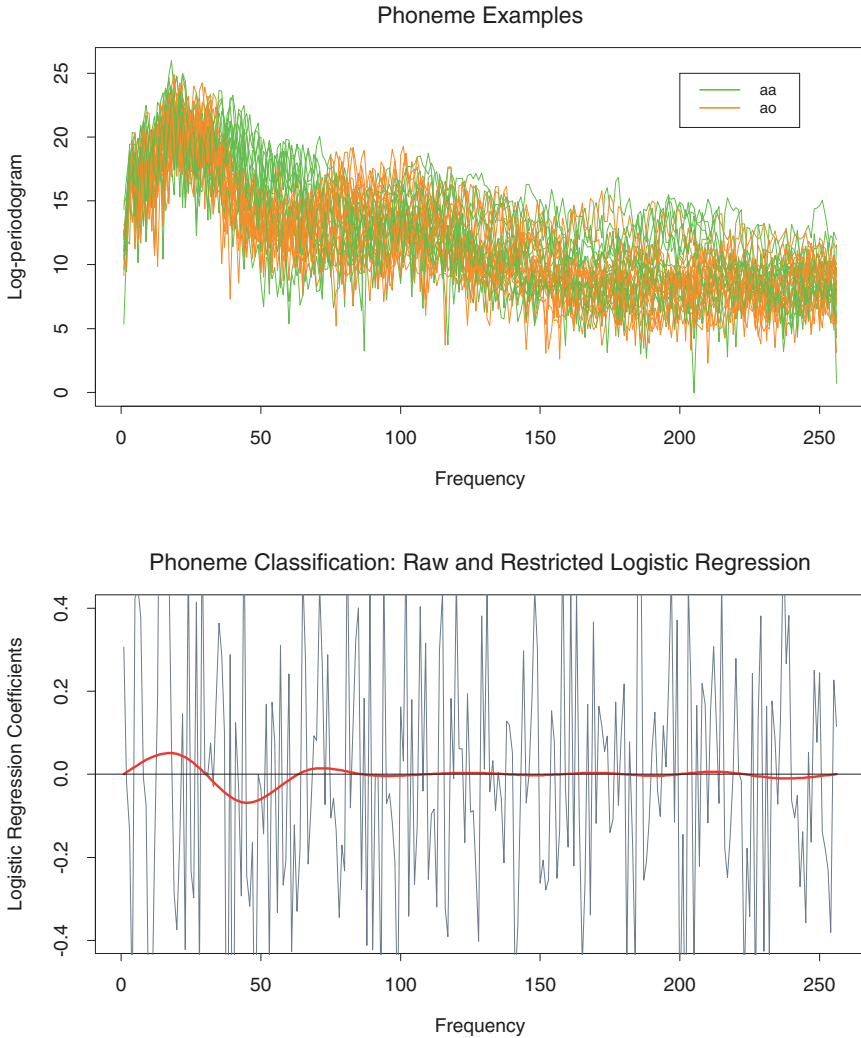 Phoneme Examples
25
20
15
10
5
0
Log-periodogram
aa
ao
0 50 100 150 200 250
Frequency
Phoneme Classification: Raw and Restricted Logistic Regression
0.4
0.2
0.0
-0.2
-0.4
Logistic Regression Coefficients
0 50 100 150 200 250
Frequency